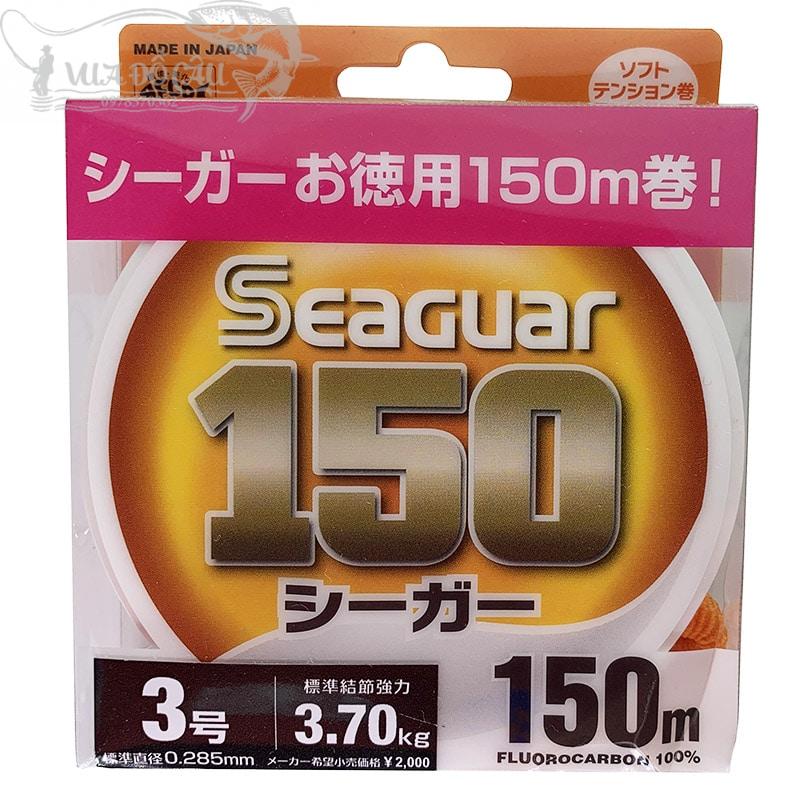 MADE IN JAPAN
VUA ĐỒ CÂU
ソフト
テンション巻
シーガーお徳用150m巻!
SEAGUAR
150
シーガー
3号
標準直径0.285mm
標準結節強力
3.70kg
メーカー希望小売価格 ¥2,000
150m
FLUOROCARBON 100%